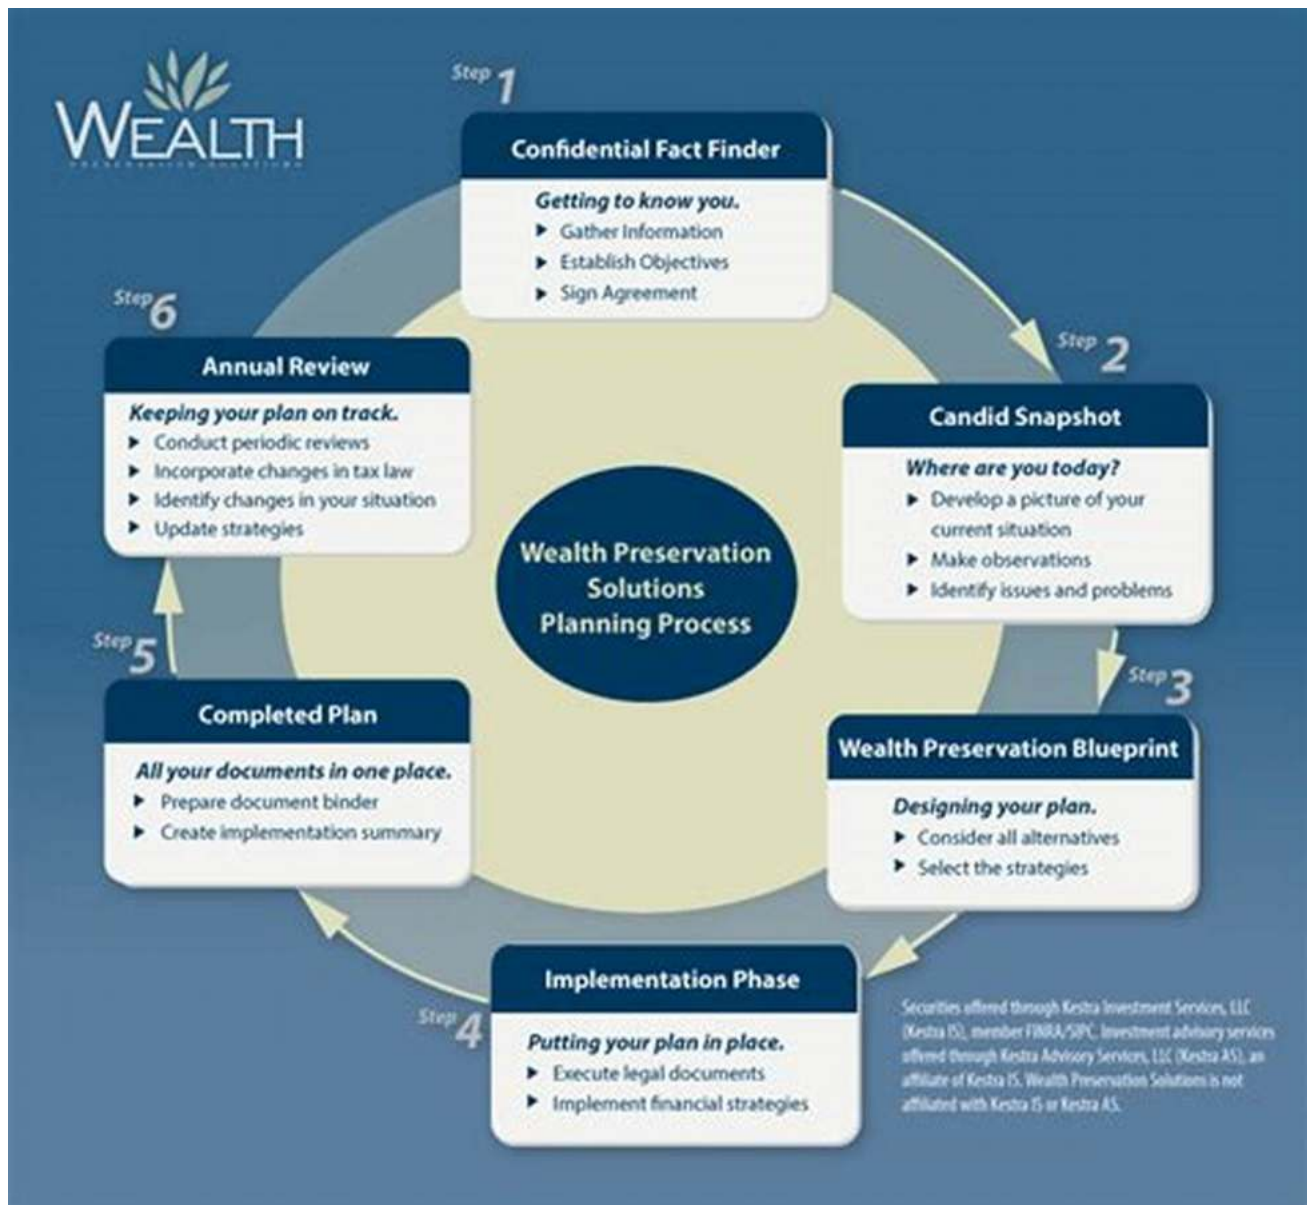 WEALTH
Step 1
Confidential Fact Finder
Getting to know you.
Gather Information
Establish Objectives
Sign Agreement
Step 2
Candid Snapshot
Where are you today?
Develop a picture of your
current situation
Make observations
Identify issues and problems
Step 3
Wealth Preservation Blueprint
Designing your plan.
Consider all alternatives
Select the strategies
Step 4
Implementation Phase
Putting your plan in place.
Execute legal documents
Implement financial strategies
Step 5
Completed Plan
All your documents in one place.
Prepare document binder
Create implementation summary
Step 6
Annual Review
Keeping your plan on track.
Conduct periodic reviews
Incorporate changes in tax law
Identify changes in your situation
Update strategies
Wealth Preservation
Solutions
Planning Process
Securities offered through Kestra Investment Services, LLC
(Kestra IS), member FINRA/SIPC. Investment advisory services
offered through Kestra Advisory Services, LLC (Kestra AS), an
affiliate of Kestra IS. Wealth Preservation Solutions is not
affiliated with Kestra IS or Kestra AS.